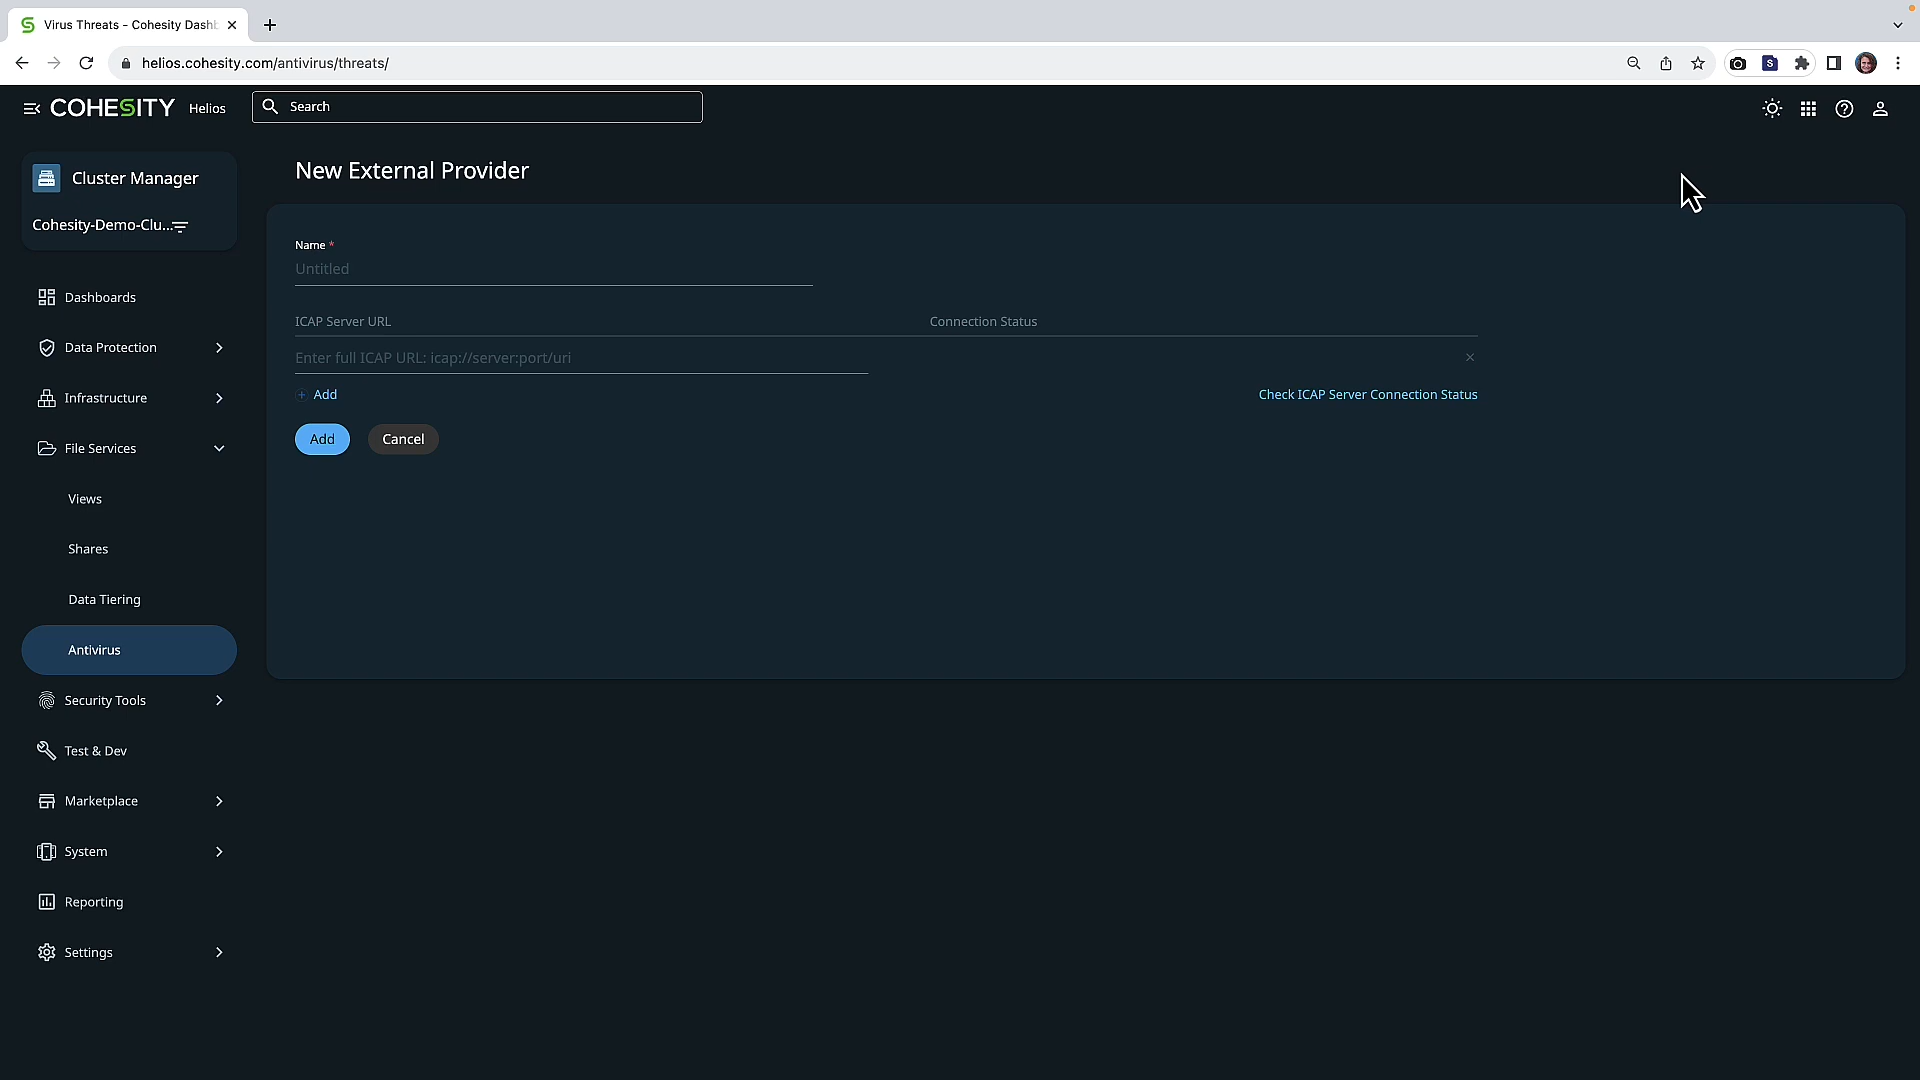 Virus Threats - Cohesity Dashb
helios.cohesity.com/antivirus/threats/
COHESITY Helios
Search
Cluster Manager
Cohesity-Demo-Clu...
Dashboards
Data Protection
Infrastructure
File Services
Views
Shares
Data Tiering
Antivirus
Security Tools
Test & Dev
Marketplace
System
Reporting
Settings
New External Provider
Name *
Untitled
ICAP Server URL
Connection Status
Enter full ICAP URL: icap://server:port/uri
+ Add
Check ICAP Server Connection Status
Add
Cancel